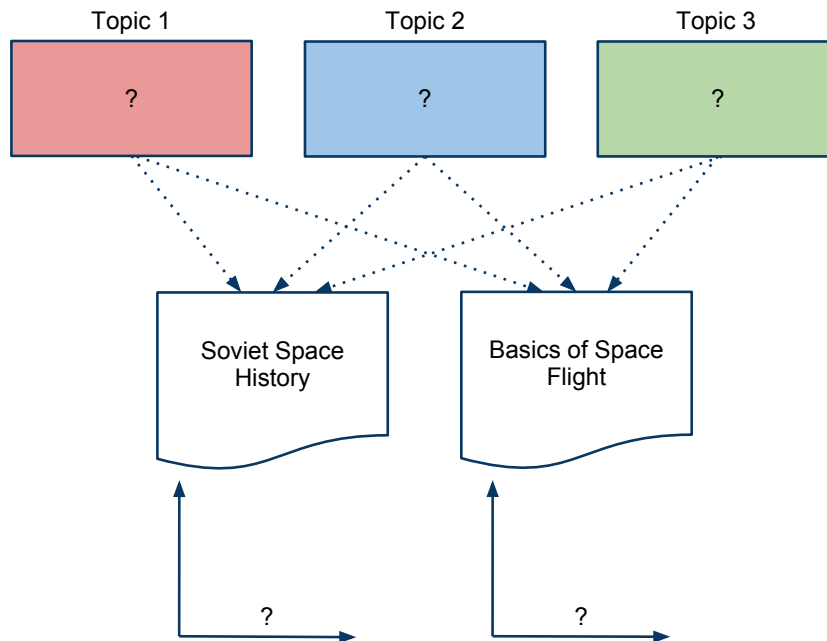 Topic 1
Topic 2
Topic 3
?
?
?
Soviet Space
History
Basics of Space
Flight
?
?